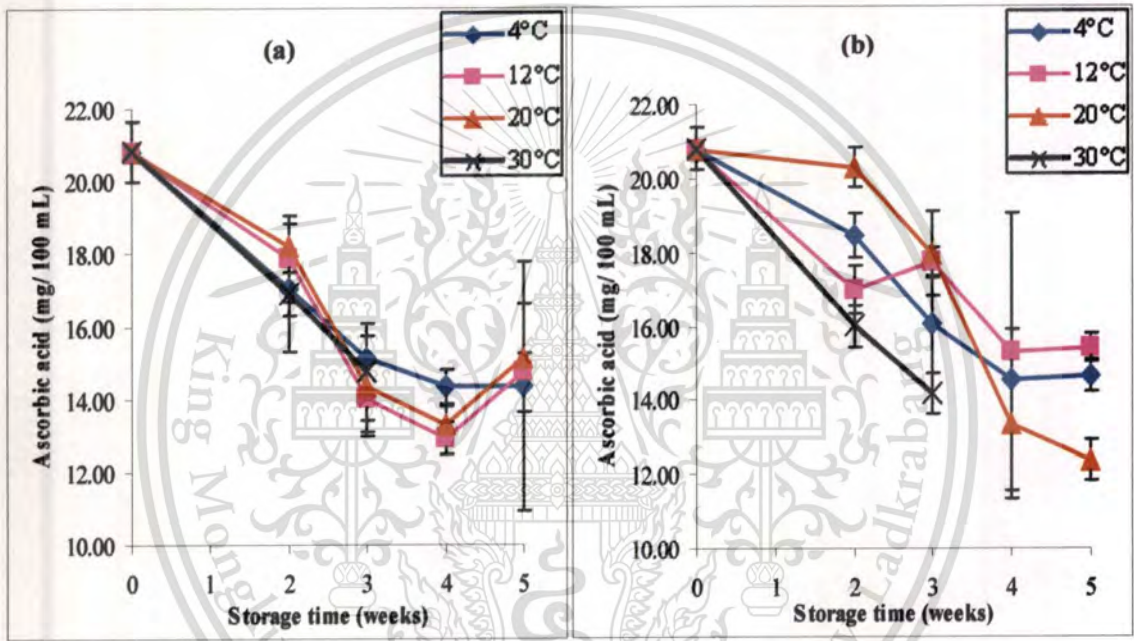 (a)
4°C
12°C
20°C
30°C
Ascorbic acid (mg/ 100 mL)
22.00
20.00
18.00
16.00
14.00
12.00
10.00
0
1
2
3
4
5
Storage time (weeks)
(b)
4°C
12°C
20°C
30°C
Ascorbic acid (mg/ 100 mL)
22.00
20.00
18.00
16.00
14.00
12.00
10.00
0
1
2
3
4
5
Storage time (weeks)
King Mongk
Ladkrabang